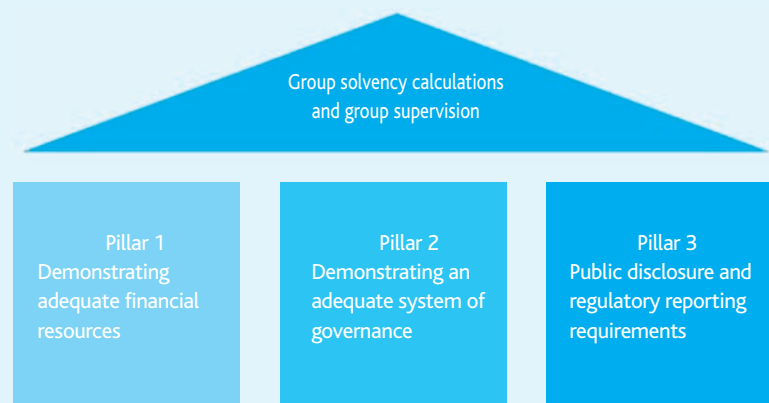 Group solvency calculations
and group supervision
Pillar 1
Demonstrating
adequate financial
resources
Pillar 2
Demonstrating an
adequate system of
governance
Pillar 3
Public disclosure and
regulatory reporting
requirements